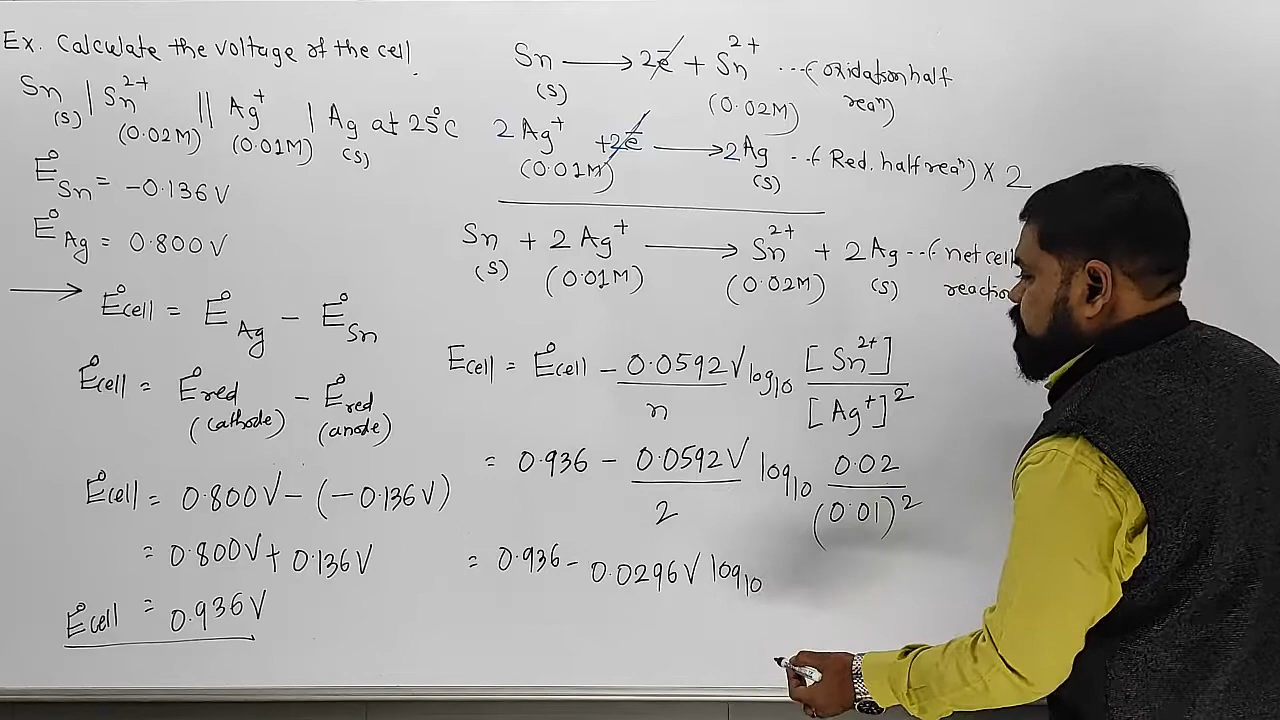 Ex. Calculate the voltage of the cell.
Sn(s) | Sn²⁺(0.02M) || Ag⁺(0.01M) | Ag(s) at 25°C
E°Sn = -0.136V
E°Ag = 0.800V
→ E°cell = E°Ag - E°Sn
E°cell = E°red (cathode) - E°red (anode)
E°cell = 0.800V - (-0.136V)
= 0.800V + 0.136V
E°cell = 0.936V
Sn(s) → 2e⁻ + Sn²⁺(0.02M) ---(oxidation half reaⁿ)
2Ag⁺(0.01M) + 2e⁻ → 2Ag(s) --(Red. half reaⁿ) × 2
Sn(s) + 2Ag⁺(0.01M) → Sn²⁺(0.02M) + 2Ag(s) --(net cell reaction
Ecell = E°cell - 0.0592V/n log₁₀ [Sn²⁺]/[Ag⁺]²
= 0.936 - 0.0592V/2 log₁₀ 0.02/(0.01)²
= 0.936 - 0.0296V log₁₀